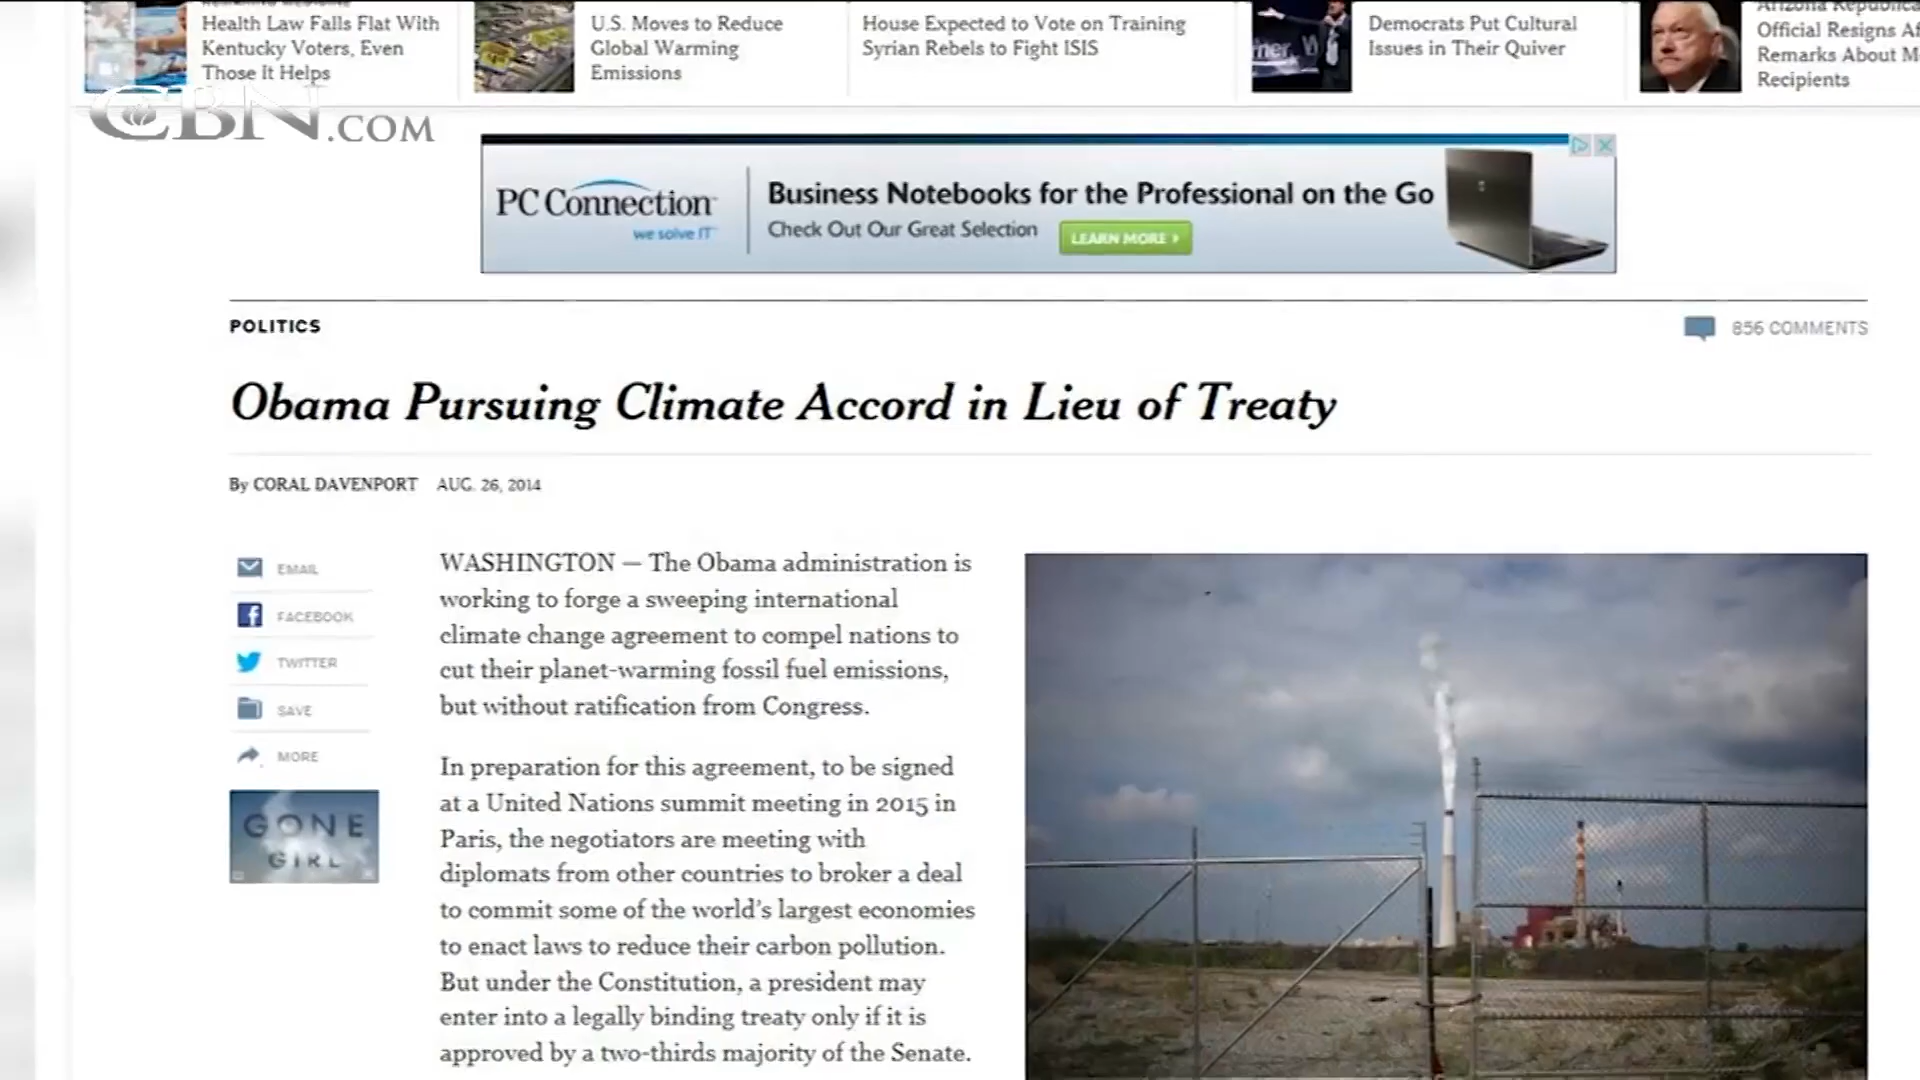 Health Law Falls Flat With
Kentucky Voters, Even
Those It Helps
U.S. Moves to Reduce
Global Warming
Emissions
House Expected to Vote on Training
Syrian Rebels to Fight ISIS
Democrats Put Cultural
Issues in Their Quiver
Arizona Republica
Official Resigns Af
Remarks About M
Recipients
CBN.COM
PC Connection
we solve IT
Business Notebooks for the Professional on the Go
Check Out Our Great Selection
LEARN MORE
POLITICS
856 COMMENTS
Obama Pursuing Climate Accord in Lieu of Treaty
By CORAL DAVENPORT AUG. 26, 2014
EMAIL
FACEBOOK
TWITTER
SAVE
MORE
GONE
GIRL
WASHINGTON — The Obama administration is
working to forge a sweeping international
climate change agreement to compel nations to
cut their planet-warming fossil fuel emissions,
but without ratification from Congress.
In preparation for this agreement, to be signed
at a United Nations summit meeting in 2015 in
Paris, the negotiators are meeting with
diplomats from other countries to broker a deal
to commit some of the world's largest economies
to enact laws to reduce their carbon pollution.
But under the Constitution, a president may
enter into a legally binding treaty only if it is
approved by a two-thirds majority of the Senate.